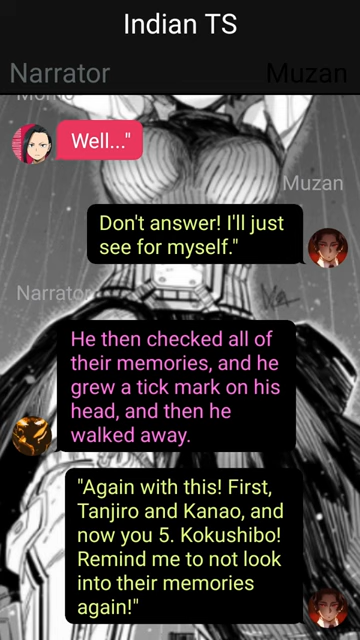 Indian TS
Narrator
Muzan
Well..."
Muzan
Don't answer! I'll just
see for myself."
Narrator
He then checked all of
their memories, and he
grew a tick mark on his
head, and then he
walked away.
"Again with this! First,
Tanjiro and Kanao, and
now you 5. Kokushibo!
Remind me to not look
into their memories
again!"